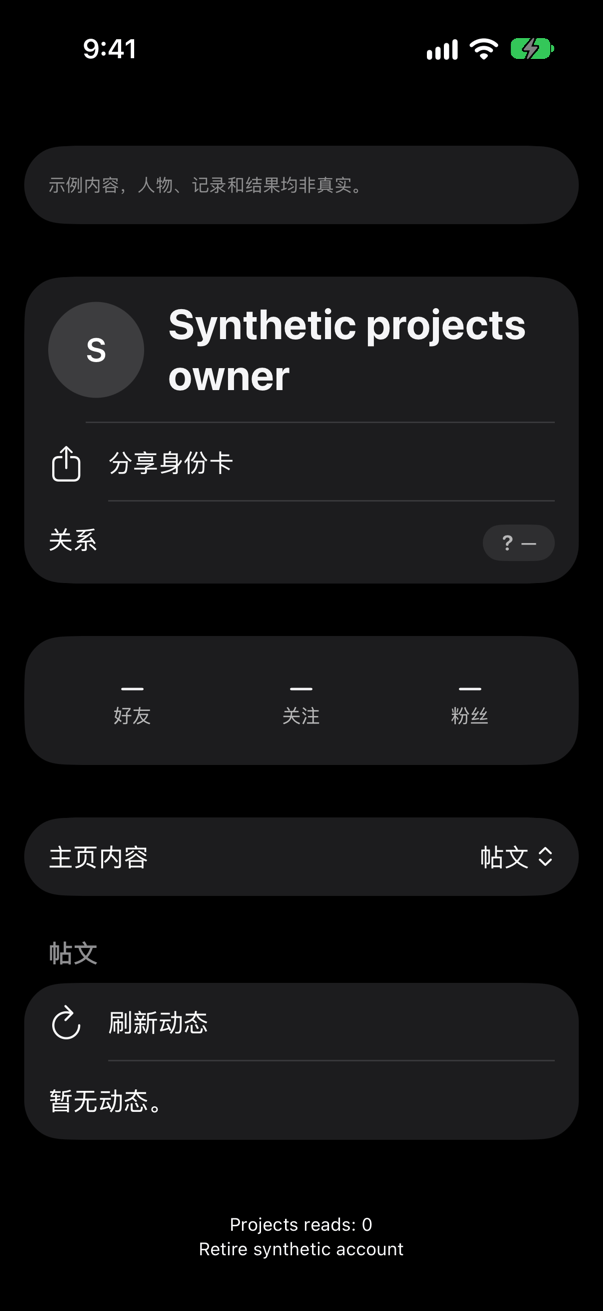 9:41
示例内容，人物、记录和结果均非真实。
S
Synthetic projects
owner
分享身份卡
关系
? —
— — —
好友 关注 粉丝
主页内容 帖文
帖文
刷新动态
暂无动态。
Projects reads: 0
Retire synthetic account